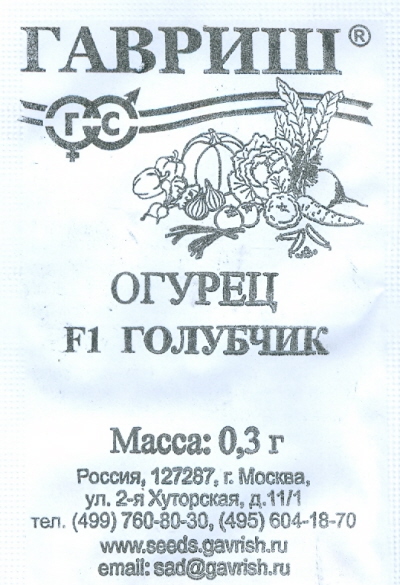 ГАВРИШ®
Г С
ОГУРЕЦ
F1 ГОЛУБЧИК
Масса: 0,3 г
Россия, 127287, г. Москва,
ул. 2-я Хуторская, д.11/1
тел. (499) 760-80-30, (495) 604-18-70
www.seeds.gavrish.ru
email: sad@gavrish.ru